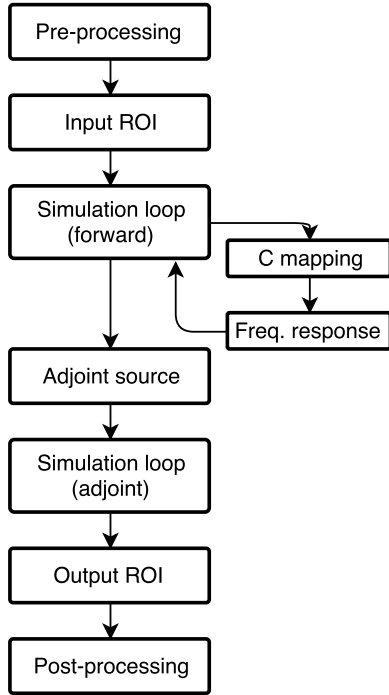 Pre-processing
Input ROI
Simulation loop
(forward)
C mapping
Freq. response
Adjoint source
Simulation loop
(adjoint)
Output ROI
Post-processing